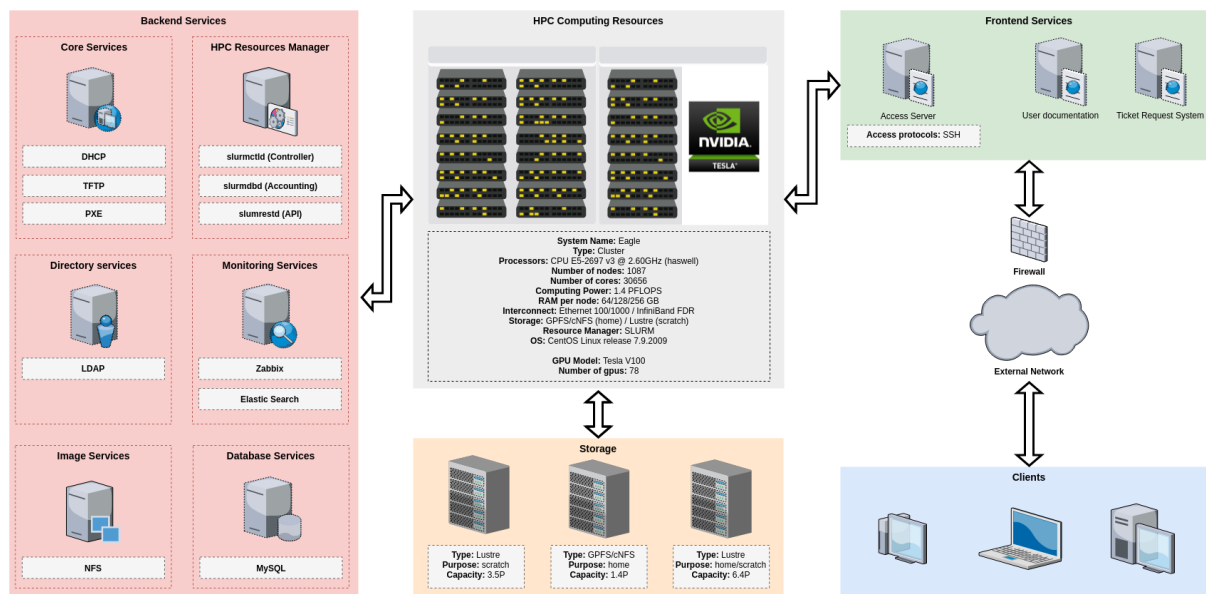 Backend Services
Core Services
DHCP
TFTP
PXE
HPC Resources Manager
slurmctld (Controller)
slurmdbd (Accounting)
slumrestd (API)
Directory services
LDAP
Monitoring Services
Zabbix
Elastic Search
Image Services
NFS
Database Services
MySQL
HPC Computing Resources
NVIDIA.
TESLA®
System Name: Eagle
Type: Cluster
Processors: CPU E5-2697 v3 @ 2.60GHz (haswell)
Number of nodes: 1087
Number of cores: 30656
Computing Power: 1.4 PFLOPS
RAM per node: 64/128/256 GB
Interconnect: Ethernet 100/1000 / InfiniBand FDR
Storage: GPFS/cNFS (home) / Lustre (scratch)
Resource Manager: SLURM
OS: CentOS Linux release 7.9.2009
GPU Model: Tesla V100
Number of gpus: 78
Storage
Type: Lustre
Purpose: scratch
Capacity: 3.5P
Type: GPFS/cNFS
Purpose: home
Capacity: 1.4P
Type: Lustre
Purpose: home/scratch
Capacity: 6.4P
Frontend Services
Access Server
Access protocols: SSH
User documentation
Ticket Request System
Firewall
External Network
Clients